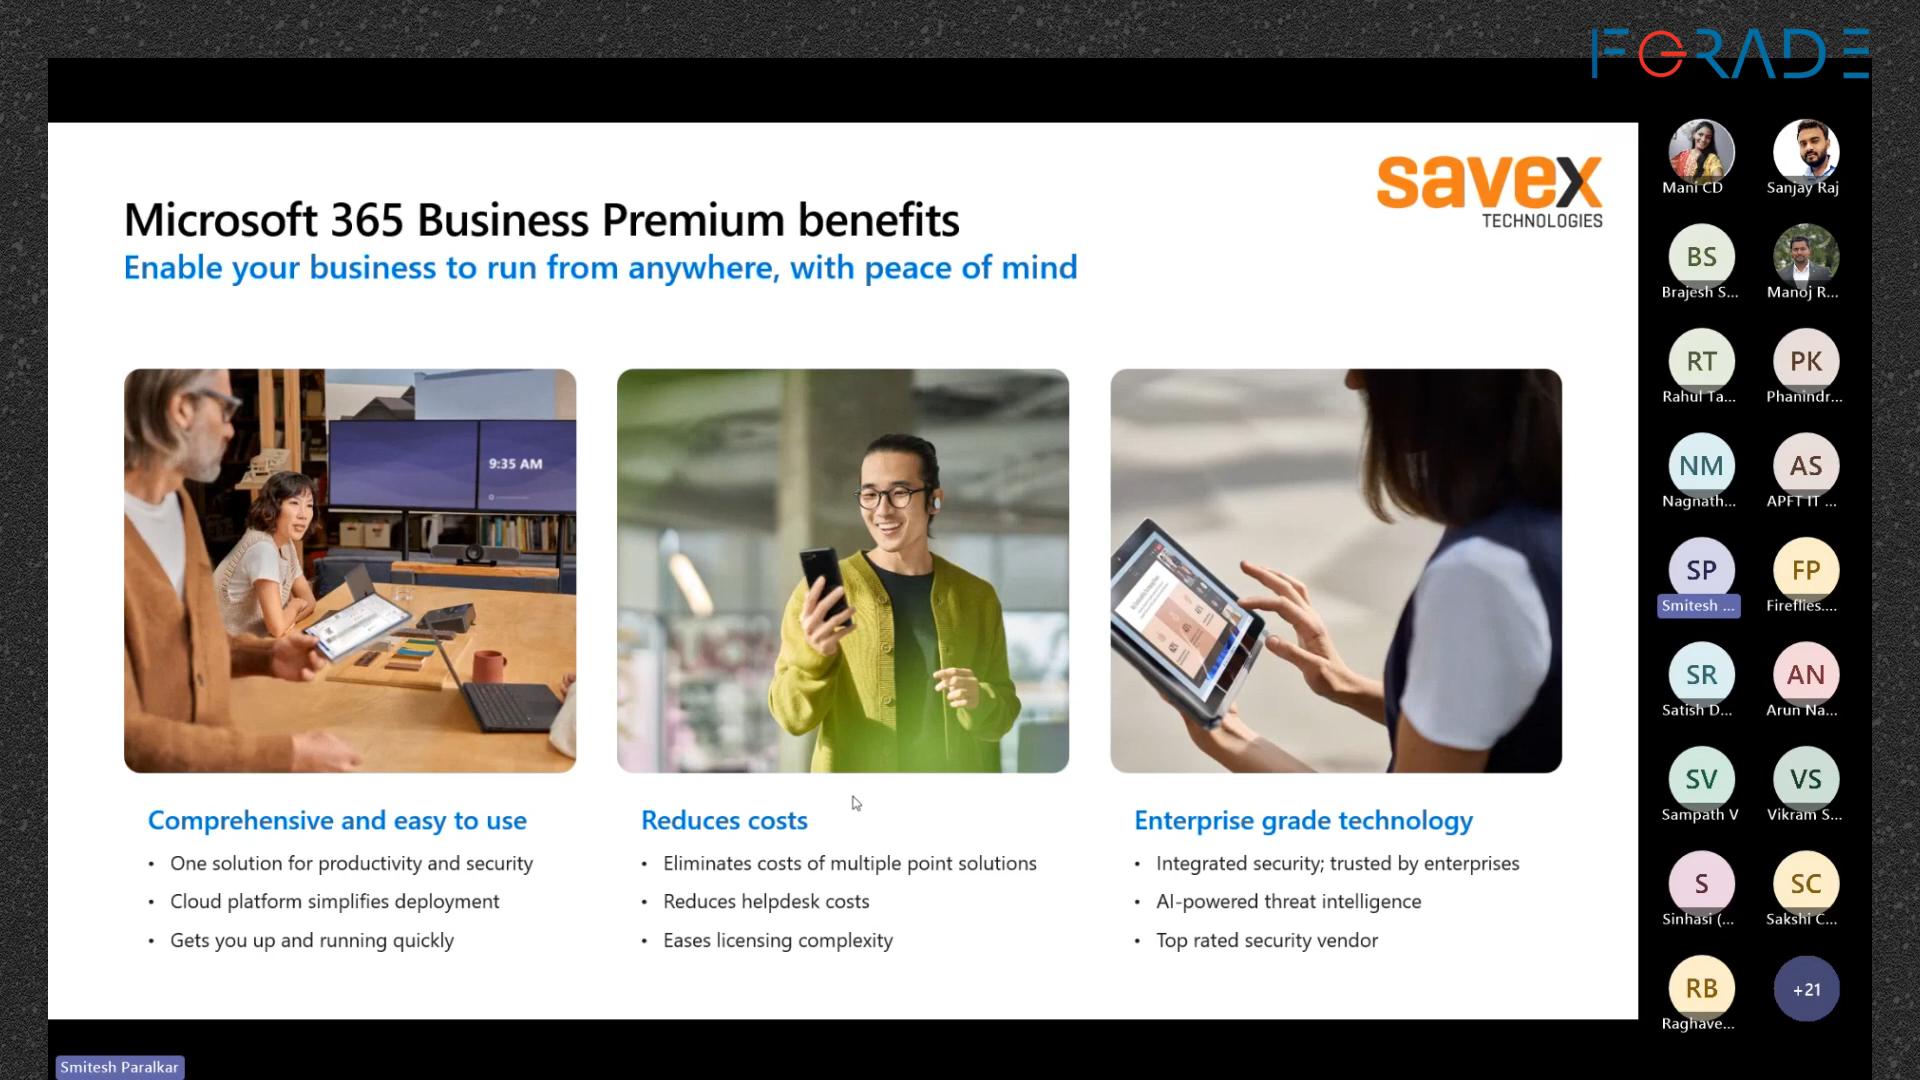 FORADE
savex
TECHNOLOGIES
Microsoft 365 Business Premium benefits
Enable your business to run from anywhere, with peace of mind
9:35 AM
Comprehensive and easy to use
• One solution for productivity and security
• Cloud platform simplifies deployment
• Gets you up and running quickly
Reduces costs
• Eliminates costs of multiple point solutions
• Reduces helpdesk costs
• Eases licensing complexity
Enterprise grade technology
• Integrated security; trusted by enterprises
• AI-powered threat intelligence
• Top rated security vendor
Mani CD
Sanjay Raj
BS
Brajesh S...
Manoj R...
RT
Rahul Ta...
PK
Phanindr...
NM
Nagnath...
AS
APFT IT ...
SP
Smitesh ...
FP
Fireflies....
SR
Satish D...
AN
Arun Na...
SV
Sampath V
VS
Vikram S...
S
Sinhasi (...
SC
Sakshi C...
RB
Raghave...
+21
Smitesh Paralkar